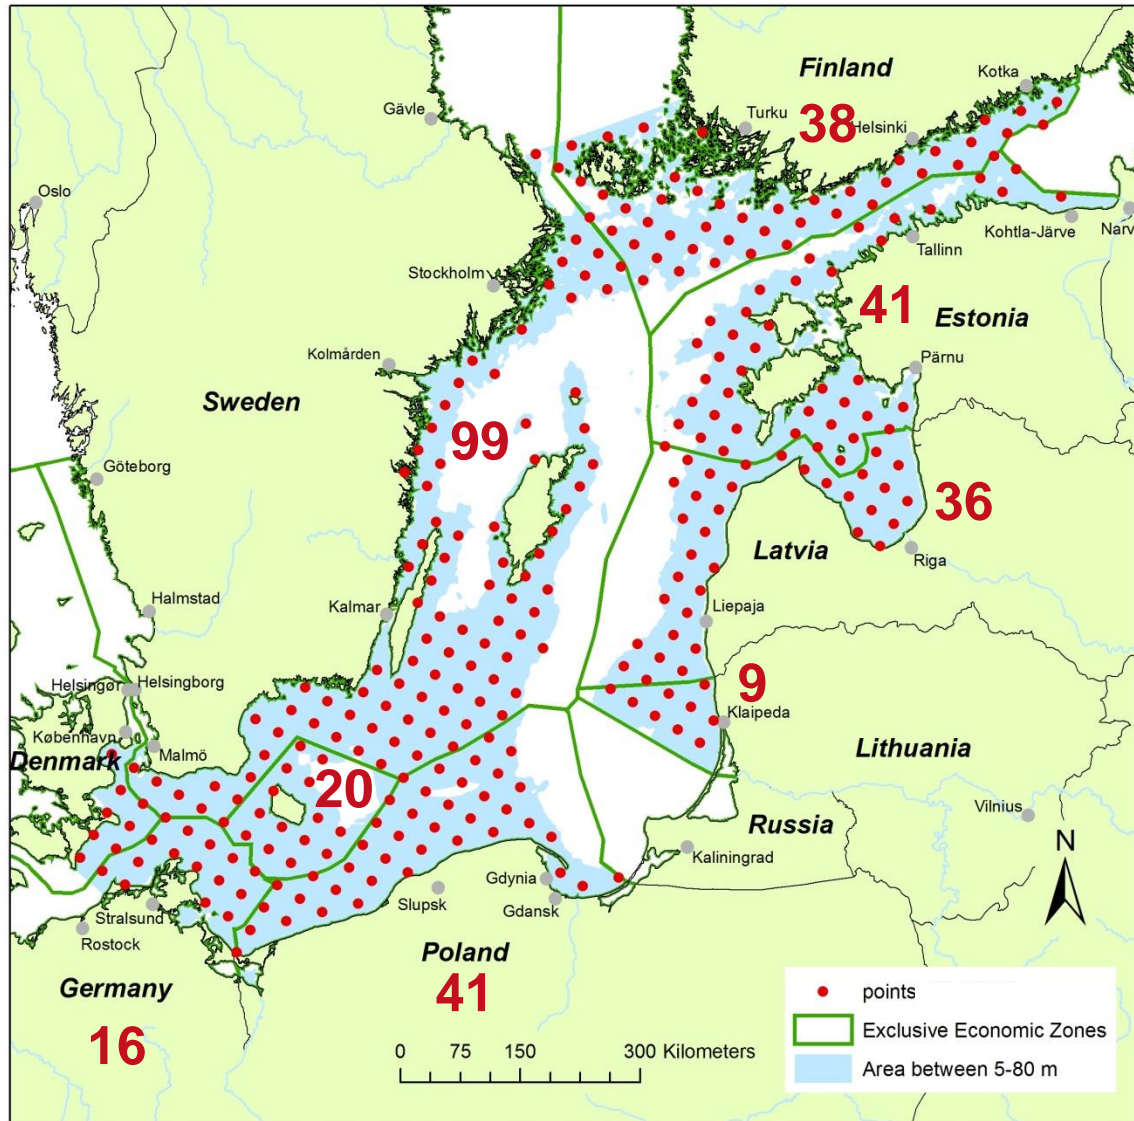 Finland
Kotka
Gävle
Turku
38
Helsinki
Oslo
Kohtla-Järve
Narv
Tallinn
Stockholm
41
Estonia
Kolmården
Pärnu
Sweden
99
Göteborg
36
Latvia
Riga
Halmstad
Kalmar
Liepaja
Helsingør
Helsingborg
9
Klaipeda
København
Malmö
Denmark
Lithuania
20
Vilnius
Russia
N
Kaliningrad
Gdynia
Slupsk
Gdansk
Stralsund
Rostock
Poland
Germany
41
16
points
Exclusive Economic Zones
Area between 5-80 m
0 75 150 300 Kilometers